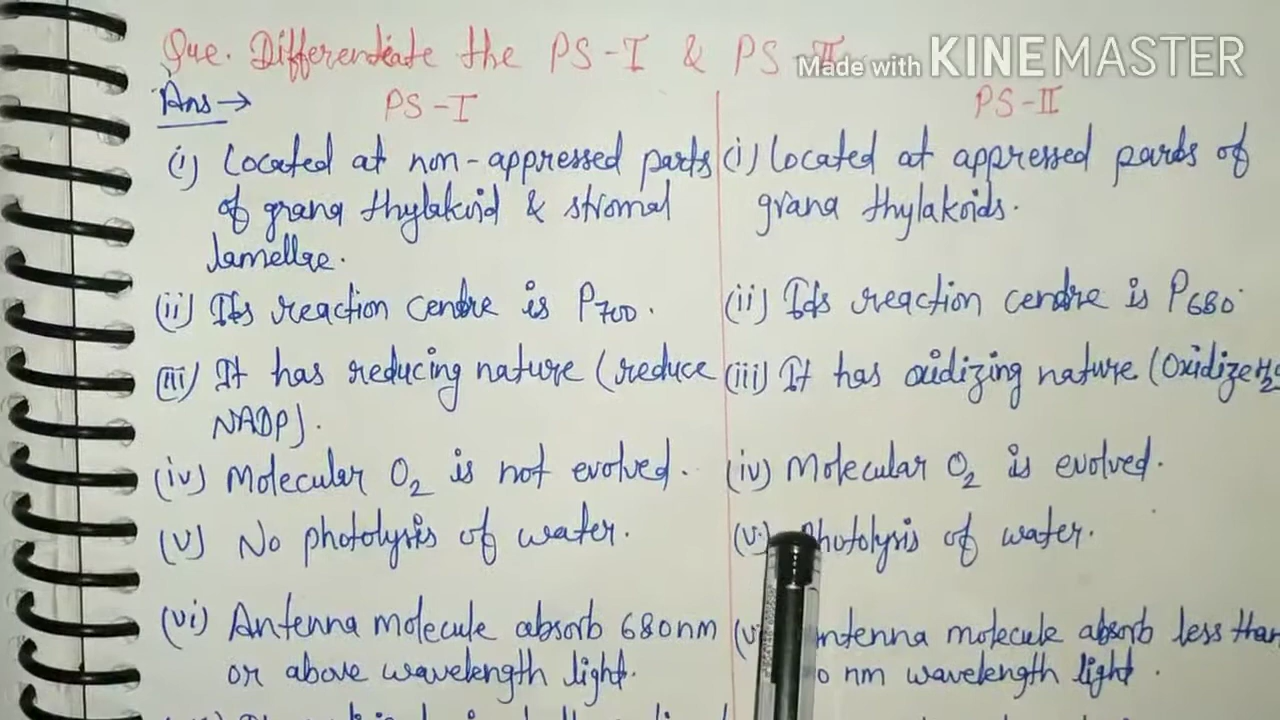 Que. Differentiate the PS-I & PS-II
Made with KINEMASTER
Ans →
PS-I
(i) Located at non-appressed parts
of grana thylakoid & stromal
lamellae.
(ii) Its reaction centre is P700.
(iii) It has reducing nature (reduce
NADP).
(iv) Molecular O2 is not evolved.
(v) No photolysis of water.
(vi) Antenna molecule absorb 680nm
or above wavelength light.
PS-II
(i) Located at appressed parts of
grana thylakoids.
(ii) Its reaction centre is P680.
(iii) It has oxidizing nature (Oxidize H2
(iv) Molecular O2 is evolved.
(v) Photolysis of water.
molecule absorb less than
nm wavelength light.